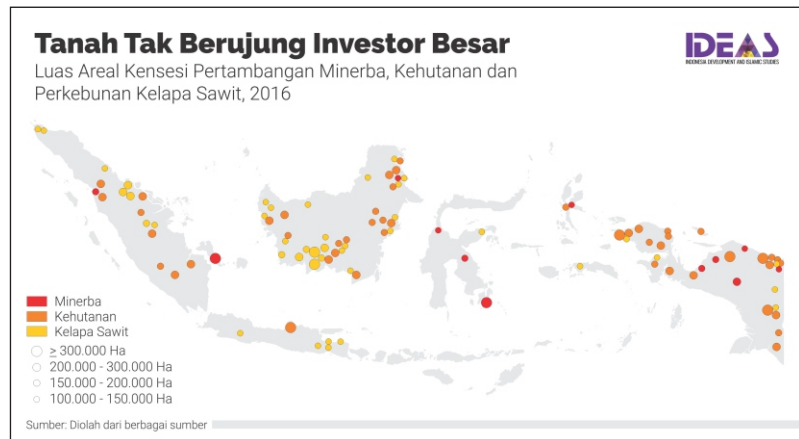 Tanah Tak Berujung Investor Besar
Luas Areal Kensesi Pertambangan Minerba, Kehutanan dan
Perkebunan Kelapa Sawit, 2016
IDEAS
INDONESIA DEVELOPMENT AND ISLAMIC STUDIES
Minerba
Kehutanan
Kelapa Sawit
≥ 300.000 Ha
200.000 - 300.000 Ha
150.000 - 200.000 Ha
100.000 - 150.000 Ha
Sumber: Diolah dari berbagai sumber